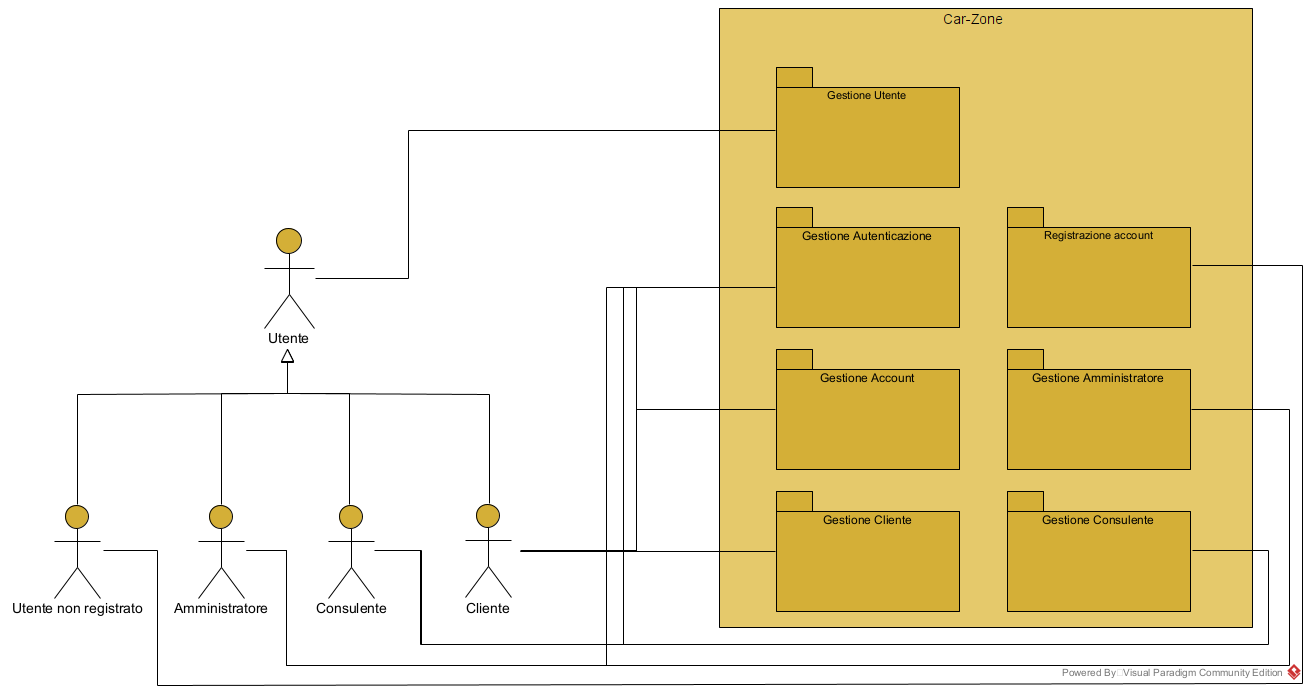 Car-Zone
Gestione Utente
Gestione Autenticazione
Registrazione account
Utente
Gestione Account
Gestione Amministratore
Gestione Cliente
Gestione Consulente
Utente non registrato
Amministratore
Consulente
Cliente
Powered By Visual Paradigm Community Edition